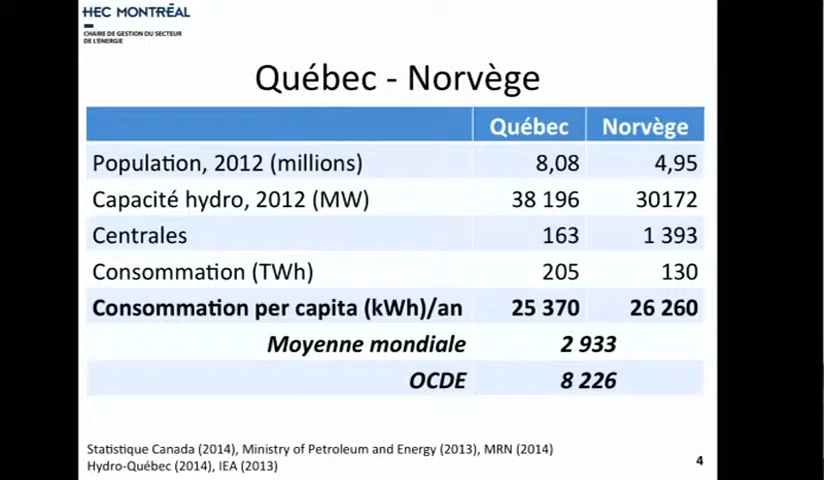 HEC MONTRÉAL
CHAIRE DE GESTION DU SECTEUR
DE L'ÉNERGIE
Québec - Norvège
Québec Norvège
Population, 2012 (millions) 8,08 4,95
Capacité hydro, 2012 (MW) 38 196 30172
Centrales 163 1 393
Consommation (TWh) 205 130
Consommation per capita (kWh)/an 25 370 26 260
Moyenne mondiale 2 933
OCDE 8 226
Statistique Canada (2014), Ministry of Petroleum and Energy (2013), MRN (2014)
Hydro-Québec (2014), IEA (2013)
4